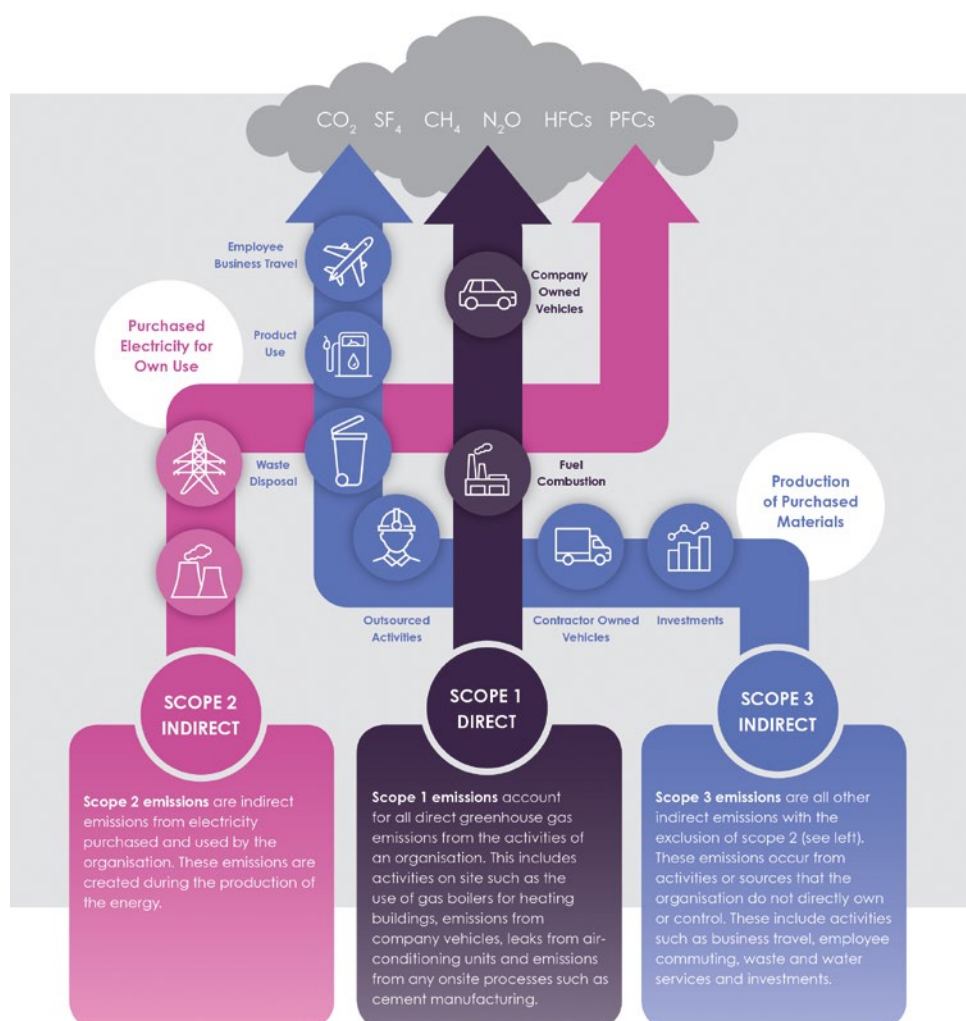 CO₂ SF₄ CH₄ N₂O HFCs PFCs
Employee
Business Travel
Company
Owned
Vehicles
Purchased
Electricity for
Own Use
Product
Use
Waste
Disposal
Fuel
Combustion
Production
of Purchased
Materials
Outsourced
Activities
Contractor Owned
Vehicles
Investments
SCOPE 2
INDIRECT
Scope 2 emissions are indirect
emissions from electricity
purchased and used by the
organisation. These emissions are
created during the production of
the energy.
SCOPE 1
DIRECT
Scope 1 emissions account
for all direct greenhouse gas
emissions from the activities of
an organisation. This includes
activities on site such as the
use of gas boilers for heating
buildings, emissions from
company vehicles, leaks from air-
conditioning units and emissions
from any onsite processes such as
cement manufacturing.
SCOPE 3
INDIRECT
Scope 3 emissions are all other
indirect emissions with the
exclusion of scope 2 (see left).
These emissions occur from
activities or sources that the
organisation do not directly own
or control. These include activities
such as business travel, employee
commuting, waste and water
services and investments.